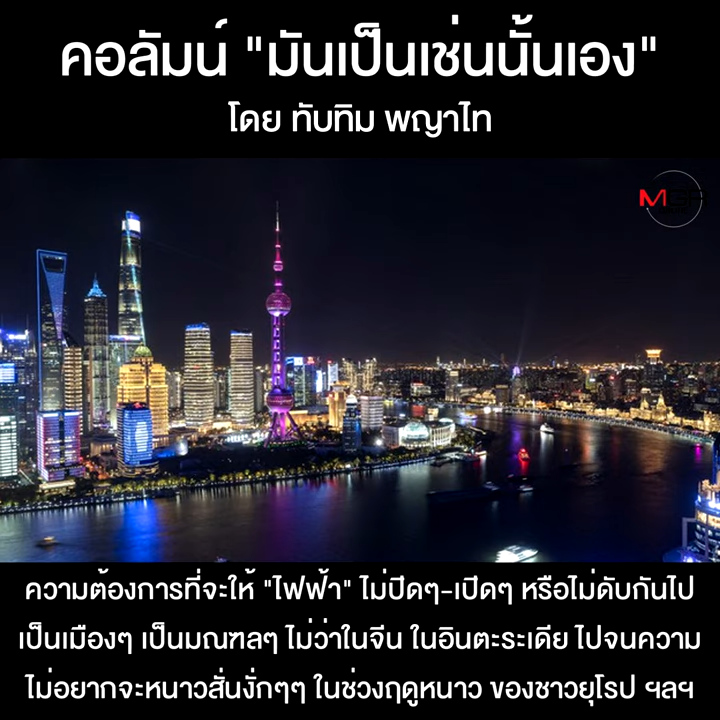 คอลัมน์ "มันเป็นเช่นนั้นเอง"
โดย ทับทิม พญาไท
MGR
ความต้องการที่จะให้ "ไฟฟ้า" ไม่ปิดๆ-เปิดๆ หรือไม่ดับกันไป
เป็นเมืองๆ เป็นมณฑลๆ ไม่ว่าในจีน ในอินตะระเดีย ไปจนความ
ไม่อยากจะหนาวสั่นงั่กๆๆ ในช่วงฤดูหนาว ของชาวยุโรป ฯลฯ